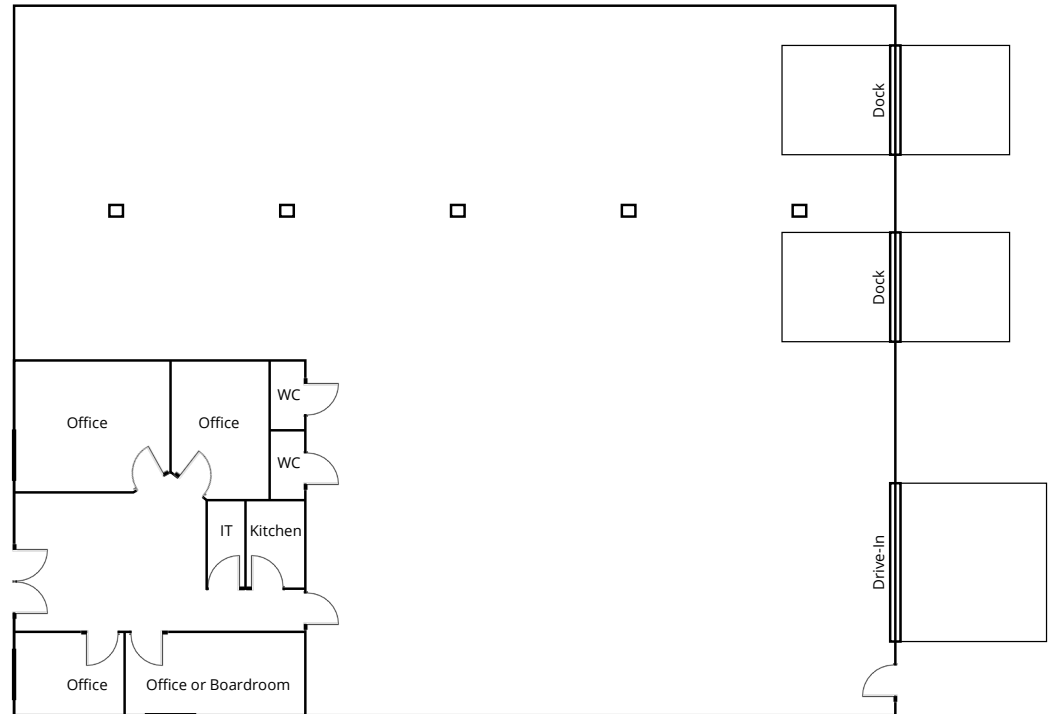 Dock
Dock
WC
Office
Office
WC
IT
Kitchen
Drive-In
Office
Office or Boardroom